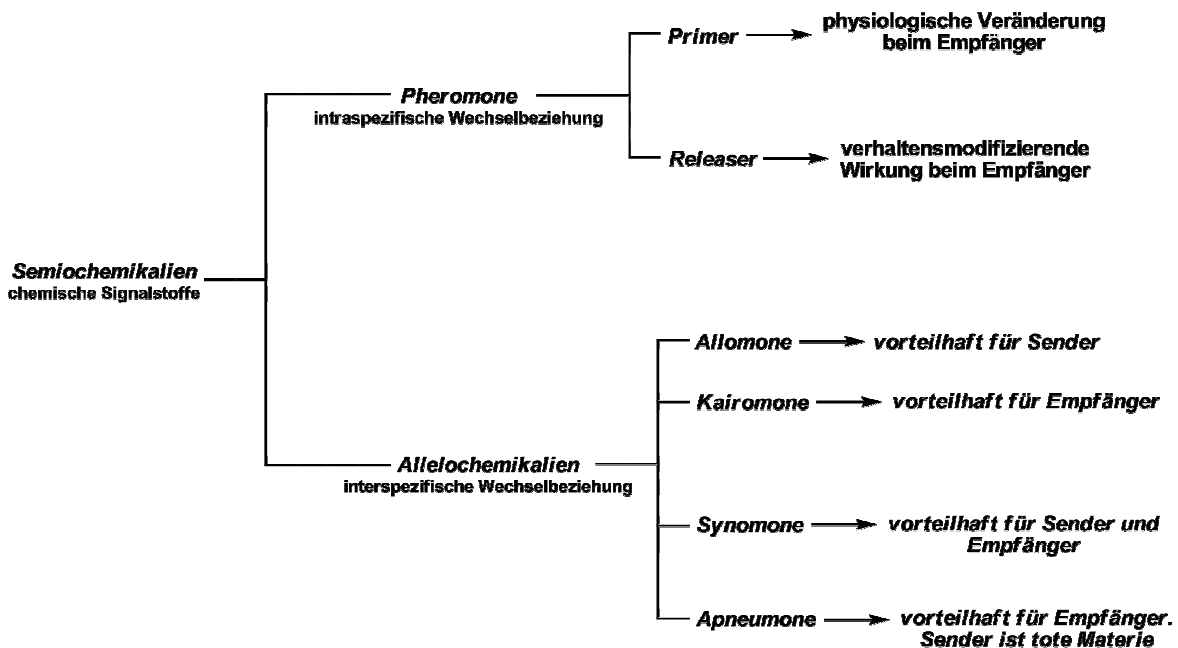 Primer
physiologische Veränderung
beim Empfänger
Pheromone
intraspezifische Wechselbeziehung
Releaser
verhaltensmodifizierende
Wirkung beim Empfänger
Semiochemikalien
chemische Signalstoffe
Allomone
vorteilhaft für Sender
Kairomone
vorteilhaft für Empfänger
Allelochemikalien
interspezifische Wechselbeziehung
Synomone
vorteilhaft für Sender und
Empfänger
Apneumone
vorteilhaft für Empfänger.
Sender ist tote Materie